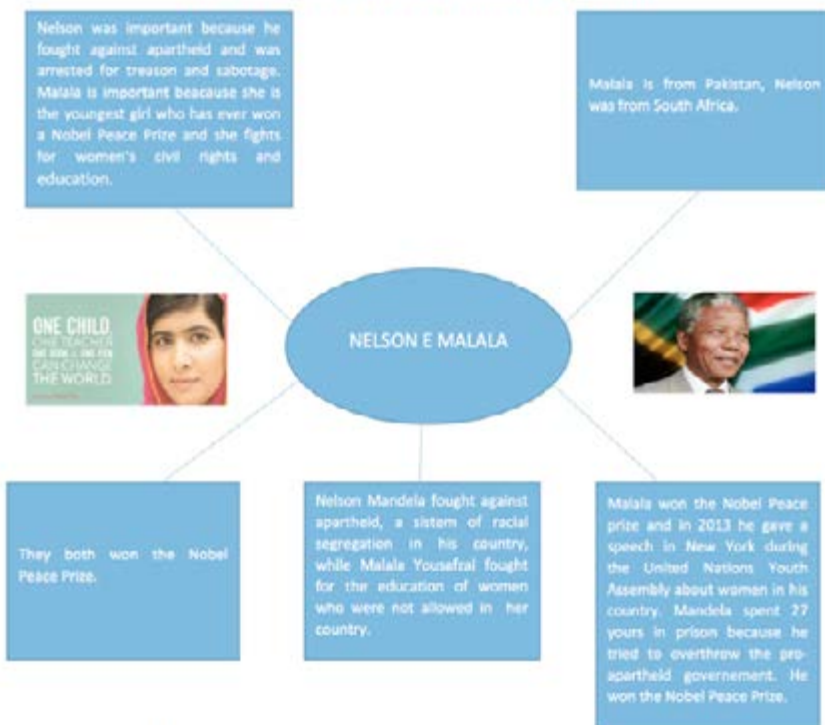 Nelson was important because he
fought against apartheid and was
arrested for treason and sabotage.
Malala is important beacause she is
the youngest girl who has ever won
a Nobel Peace Prize and she fights
for women's civil rights and
education.
Malala is from Pakistan, Nelson
was from South Africa.
ONE CHILD,
ONE TEACHER
ONE BOOK & ONE PEN
CAN CHANGE
THE WORLD
NELSON E MALALA
They both won the Nobel
Peace Prize.
Nelson Mandela fought against
apartheid, a sistem of racial
segregation in his country,
while Malala Yousafzai fought
for the education of women
who were not allowed in her
country.
Malala won the Nobel Peace
prize and in 2013 he gave a
speech in New York during
the United Nations Youth
Assembly about women in his
country. Mandela spent 27
yours in prison because he
tried to overthrow the pro-
apartheid governement. He
won the Nobel Peace Prize.